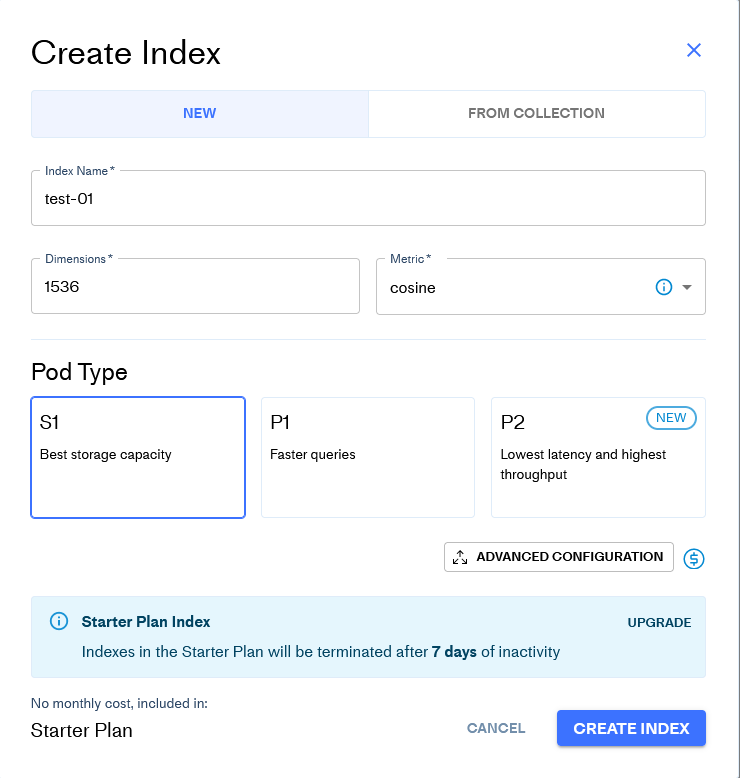 Create Index
NEW
FROM COLLECTION
Index Name*
test-01
Dimensions*
1536
Metric*
cosine
Pod Type
S1
Best storage capacity
P1
Faster queries
P2
NEW
Lowest latency and highest
throughput
ADVANCED CONFIGURATION
Starter Plan Index
UPGRADE
Indexes in the Starter Plan will be terminated after 7 days of inactivity
No monthly cost, included in:
Starter Plan
CANCEL
CREATE INDEX